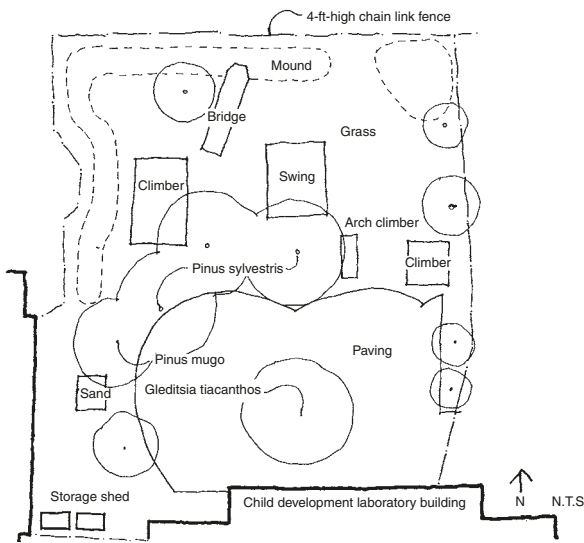 4-ft-high chain link fence
Mound
Bridge
Grass
Climber
Swing
Arch climber
Climber
Pinus sylvestris
Pinus mugo
Paving
Gleditsia tiacanthos
Sand
Storage shed
Child development laboratory building
N
N.T.S